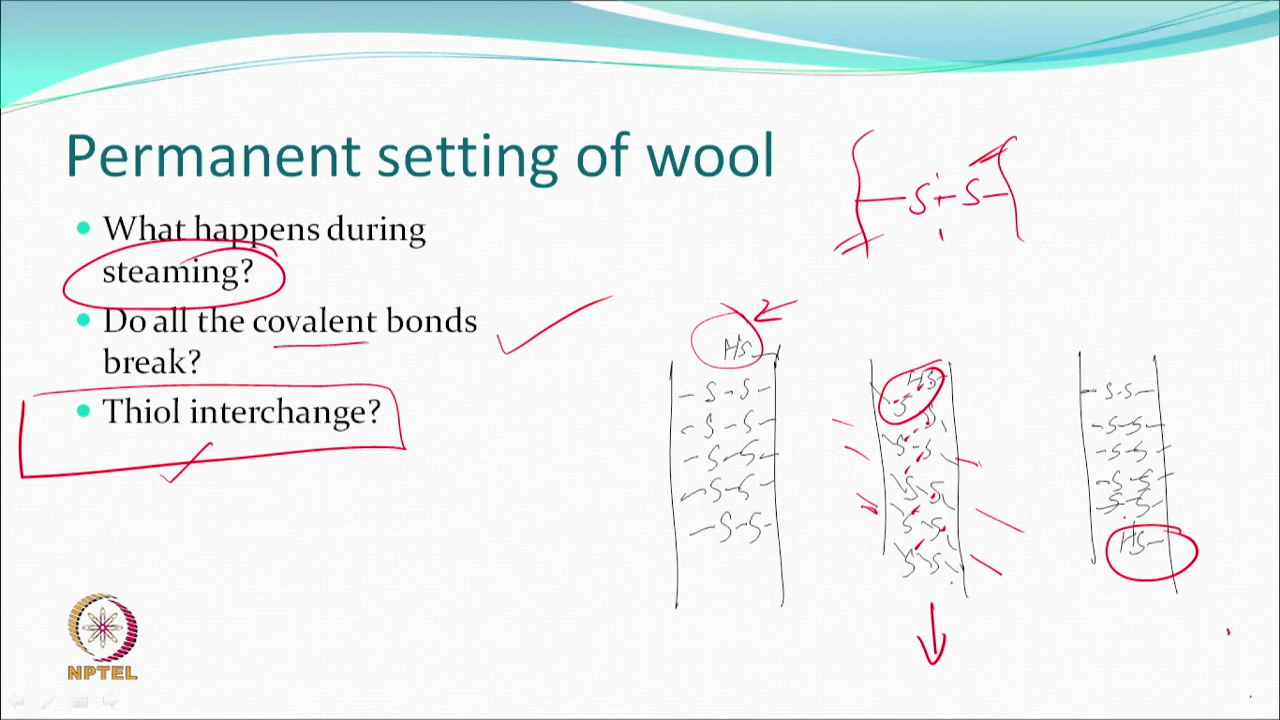 Permanent setting of wool
What happens during
steaming?
Do all the covalent bonds
break?
Thiol interchange?
S S
HS
S-S
S-S
S-S
S-S
S-S
HS
S S
S-S
S S
S S
S S
S-S
S-S
S-S
S-S
S-S
HS
NPTEL